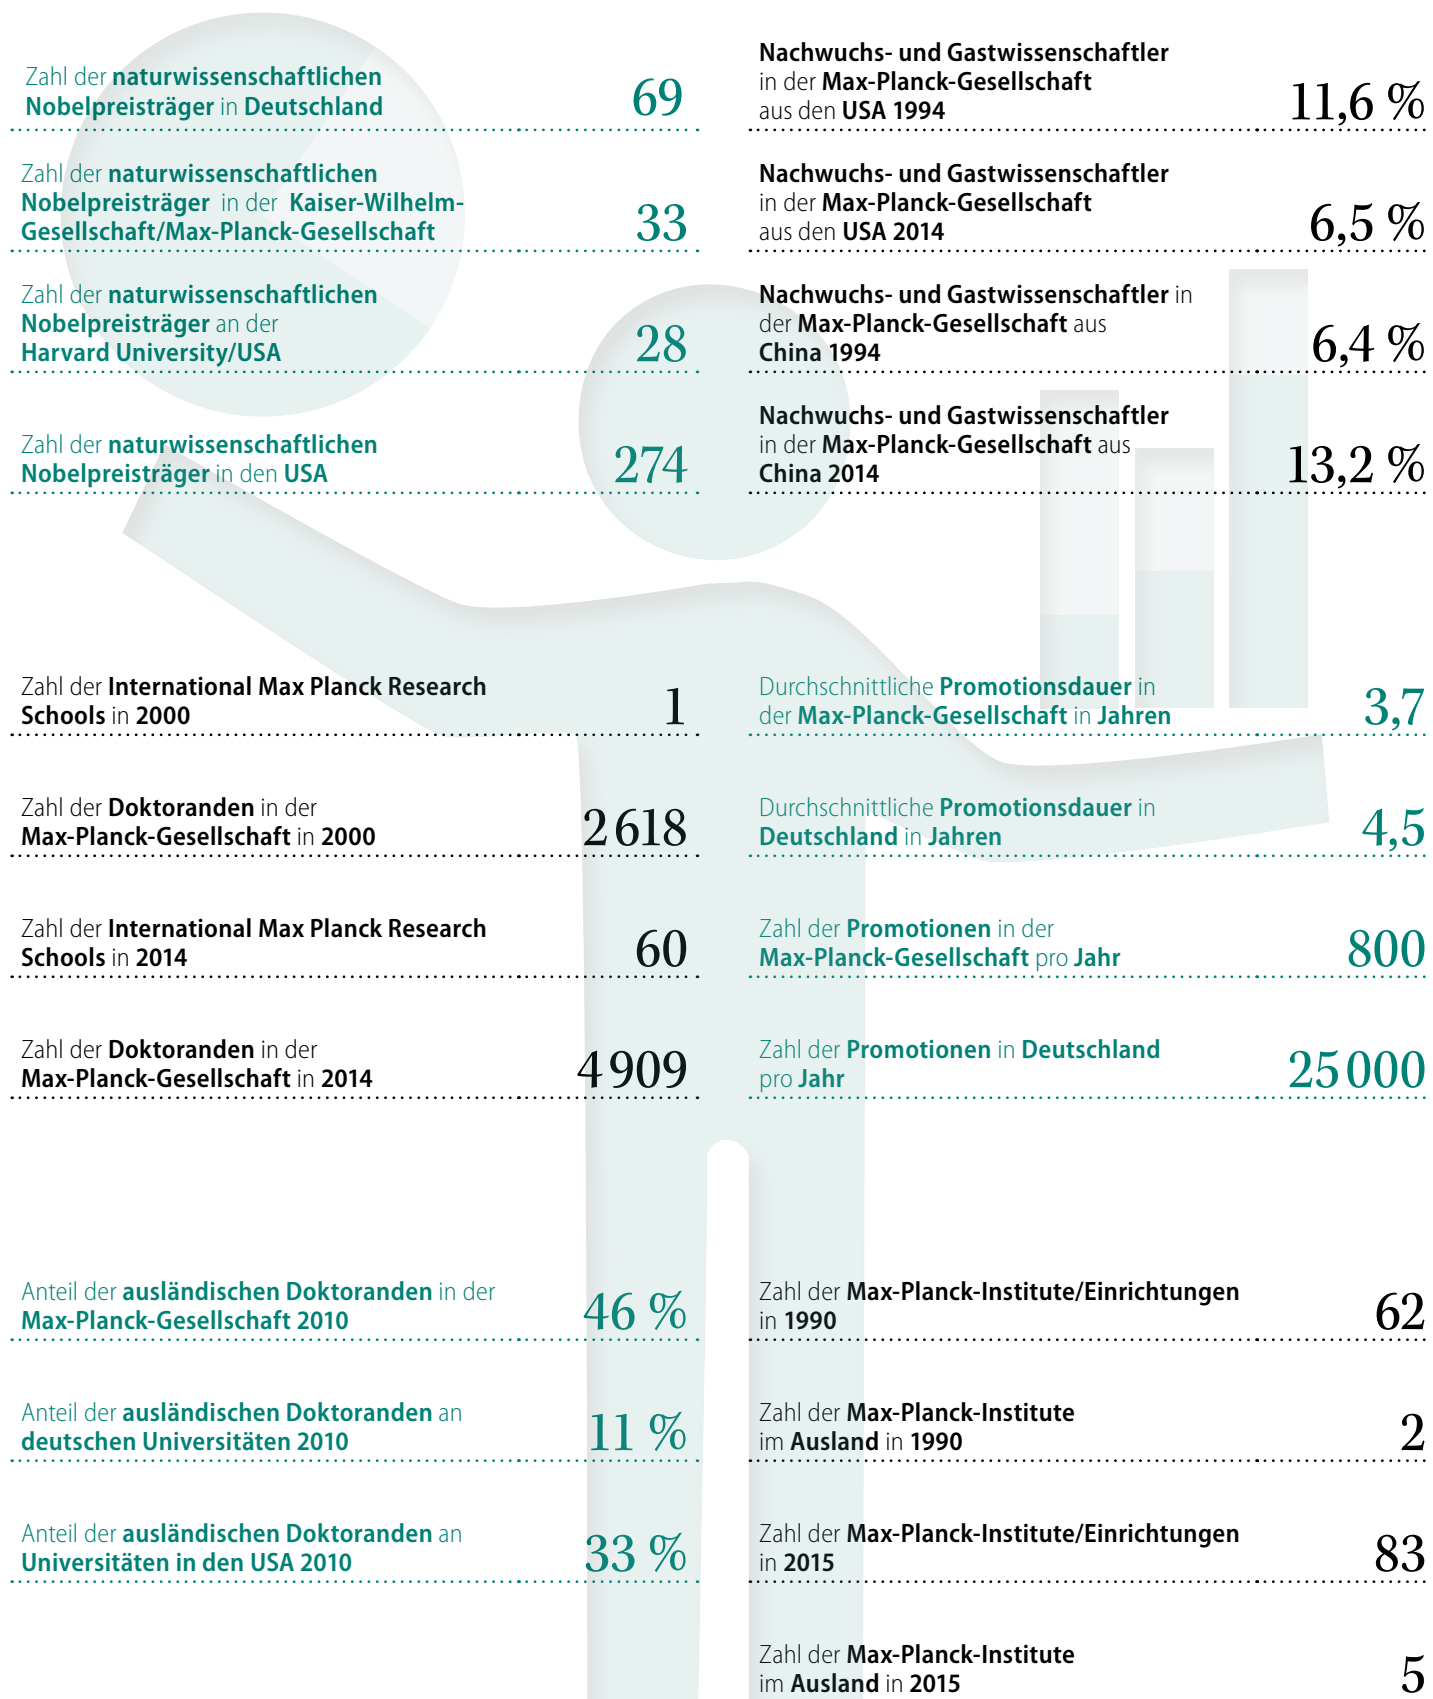 Zahl der naturwissenschaftlichen
Nobelpreisträger in Deutschland
69
Zahl der naturwissenschaftlichen
Nobelpreisträger in der Kaiser-Wilhelm-
Gesellschaft/Max-Planck-Gesellschaft
33
Zahl der naturwissenschaftlichen
Nobelpreisträger an der
Harvard University/USA
28
Zahl der naturwissenschaftlichen
Nobelpreisträger in den USA
274
Nachwuchs- und Gastwissenschaftler
in der Max-Planck-Gesellschaft
aus den USA 1994
11,6 %
Nachwuchs- und Gastwissenschaftler
in der Max-Planck-Gesellschaft
aus den USA 2014
6,5 %
Nachwuchs- und Gastwissenschaftler in
der Max-Planck-Gesellschaft aus
China 1994
6,4 %
Nachwuchs- und Gastwissenschaftler
in der Max-Planck-Gesellschaft aus
China 2014
13,2 %
Zahl der International Max Planck Research
Schools in 2000
1
Zahl der Doktoranden in der
Max-Planck-Gesellschaft in 2000
2 618
Zahl der International Max Planck Research
Schools in 2014
60
Zahl der Doktoranden in der
Max-Planck-Gesellschaft in 2014
4 909
Durchschnittliche Promotionsdauer in
der Max-Planck-Gesellschaft in Jahren
3,7
Durchschnittliche Promotionsdauer in
Deutschland in Jahren
4,5
Zahl der Promotionen in der
Max-Planck-Gesellschaft pro Jahr
800
Zahl der Promotionen in Deutschland
pro Jahr
25 000
Anteil der ausländischen Doktoranden in der
Max-Planck-Gesellschaft 2010
46 %
Anteil der ausländischen Doktoranden an
deutschen Universitäten 2010
11 %
Anteil der ausländischen Doktoranden an
Universitäten in den USA 2010
33 %
Zahl der Max-Planck-Institute/Einrichtungen
in 1990
62
Zahl der Max-Planck-Institute
im Ausland in 1990
2
Zahl der Max-Planck-Institute/Einrichtungen
in 2015
83
Zahl der Max-Planck-Institute
im Ausland in 2015
5